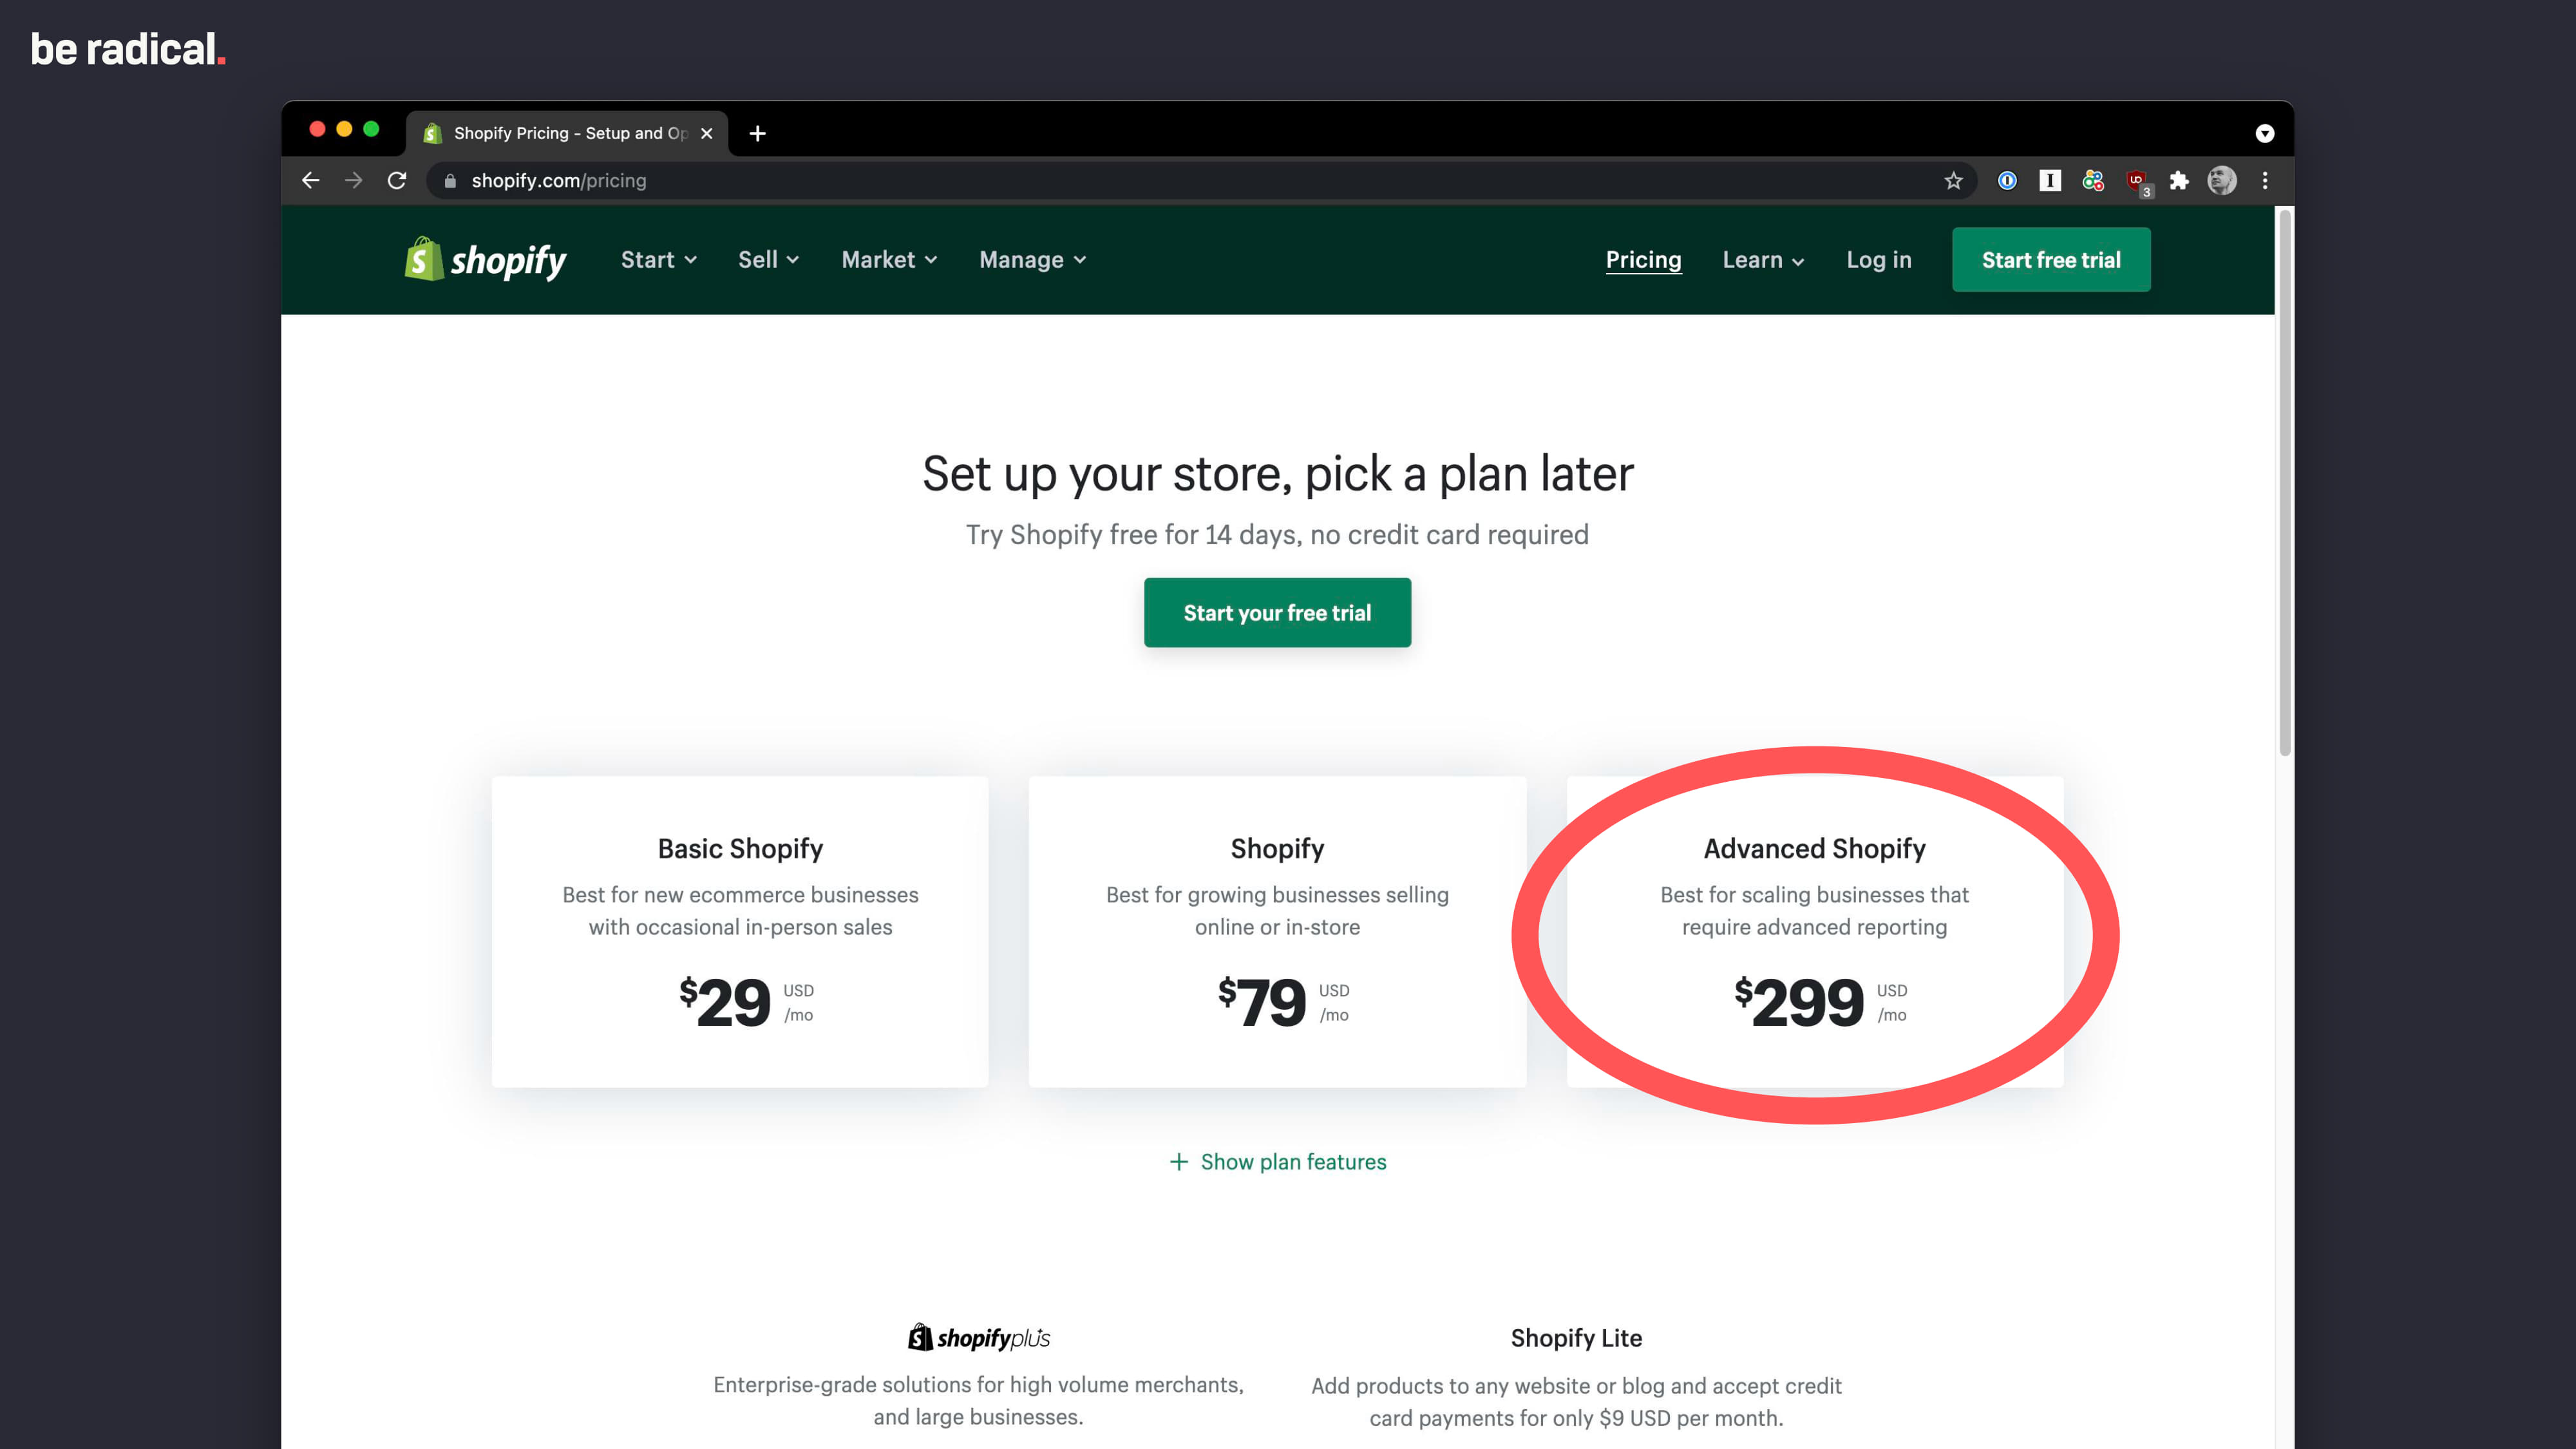 be radical.
Shopify Pricing - Setup and Op
shopify.com/pricing
3
shopify
Start
Sell
Market
Manage
Pricing
Learn
Log in
Start free trial
Set up your store, pick a plan later
Try Shopify free for 14 days, no credit card required
Start your free trial
Basic Shopify
Best for new ecommerce businesses
with occasional in-person sales
$29 USD
/mo
Shopify
Best for growing businesses selling
online or in-store
$79 USD
/mo
Advanced Shopify
Best for scaling businesses that
require advanced reporting
$299 USD
/mo
+ Show plan features
shopifyplus
Enterprise-grade solutions for high volume merchants,
and large businesses.
Shopify Lite
Add products to any website or blog and accept credit
card payments for only $9 USD per month.